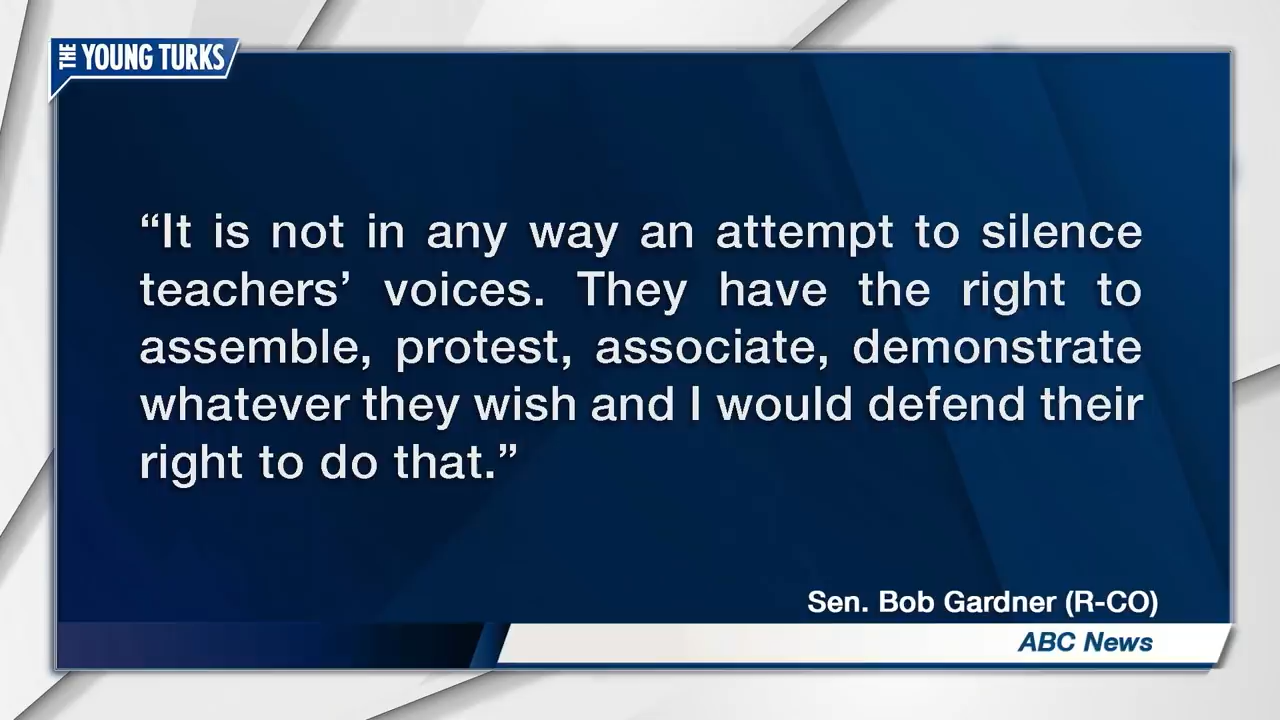 THE YOUNG TURKS
“It is not in any way an attempt to silence
teachers’ voices. They have the right to
assemble, protest, associate, demonstrate
whatever they wish and I would defend their
right to do that.”
Sen. Bob Gardner (R-CO)
ABC News